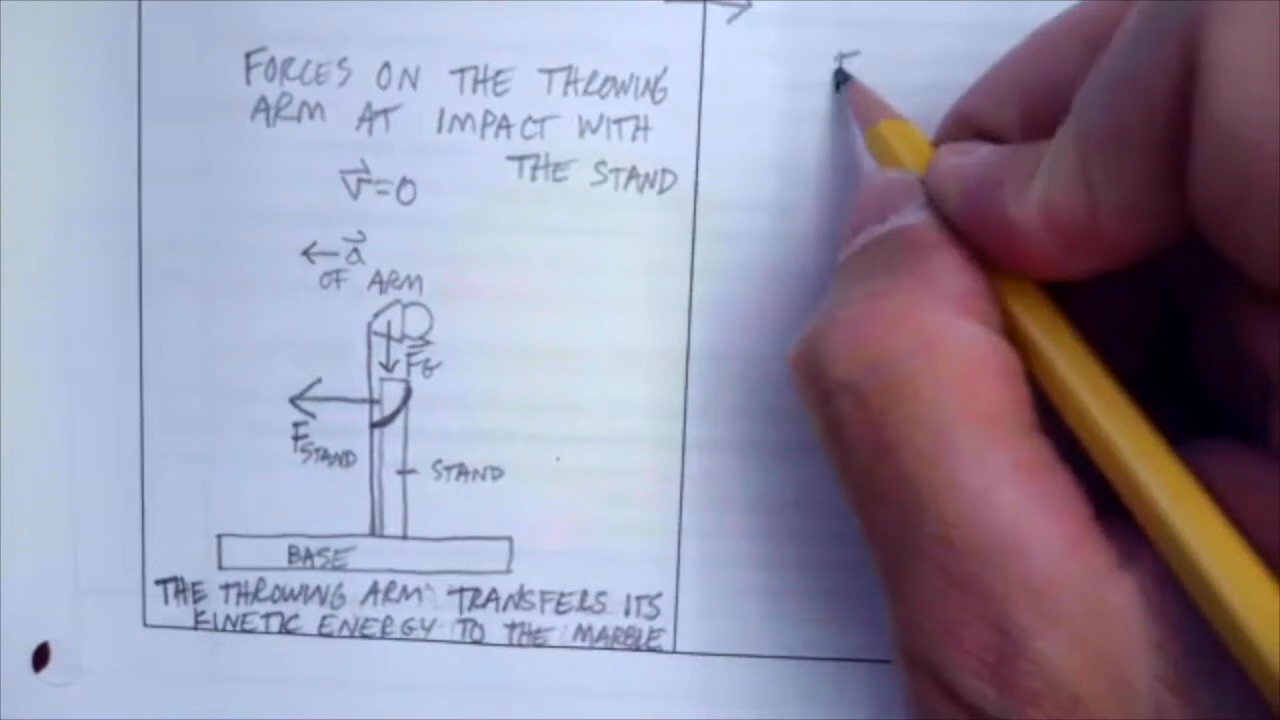 FORCES ON THE THROWING
ARM AT IMPACT WITH
THE STAND
v⃗=0
←a⃗
OF ARM
F⃗G
FSTAND
STAND
BASE
THE THROWING ARM TRANSFERS ITS
KINETIC ENERGY TO THE MARBLE
F